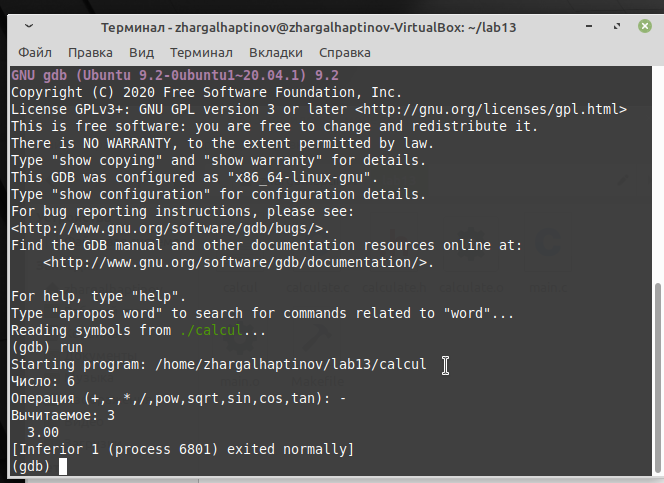 Терминал - zhargalhaptinov@zhargalhaptinov-VirtualBox: ~/lab13
Файл Правка Вид Терминал Вкладки Справка
GNU gdb (Ubuntu 9.2-0ubuntu1~20.04.1) 9.2
Copyright (C) 2020 Free Software Foundation, Inc.
License GPLv3+: GNU GPL version 3 or later <http://gnu.org/licenses/gpl.html>
This is free software: you are free to change and redistribute it.
There is NO WARRANTY, to the extent permitted by law.
Type "show copying" and "show warranty" for details.
This GDB was configured as "x86_64-linux-gnu".
Type "show configuration" for configuration details.
For bug reporting instructions, please see:
<http://www.gnu.org/software/gdb/bugs/>.
Find the GDB manual and other documentation resources online at:
    <http://www.gnu.org/software/gdb/documentation/>.

For help, type "help".
Type "apropos word" to search for commands related to "word"...
Reading symbols from ./calcul...
(gdb) run
Starting program: /home/zhargalhaptinov/lab13/calcul
Число: 6
Операция (+,-,*,/,pow,sqrt,sin,cos,tan): -
Вычитаемое: 3
  3.00
[Inferior 1 (process 6801) exited normally]
(gdb)